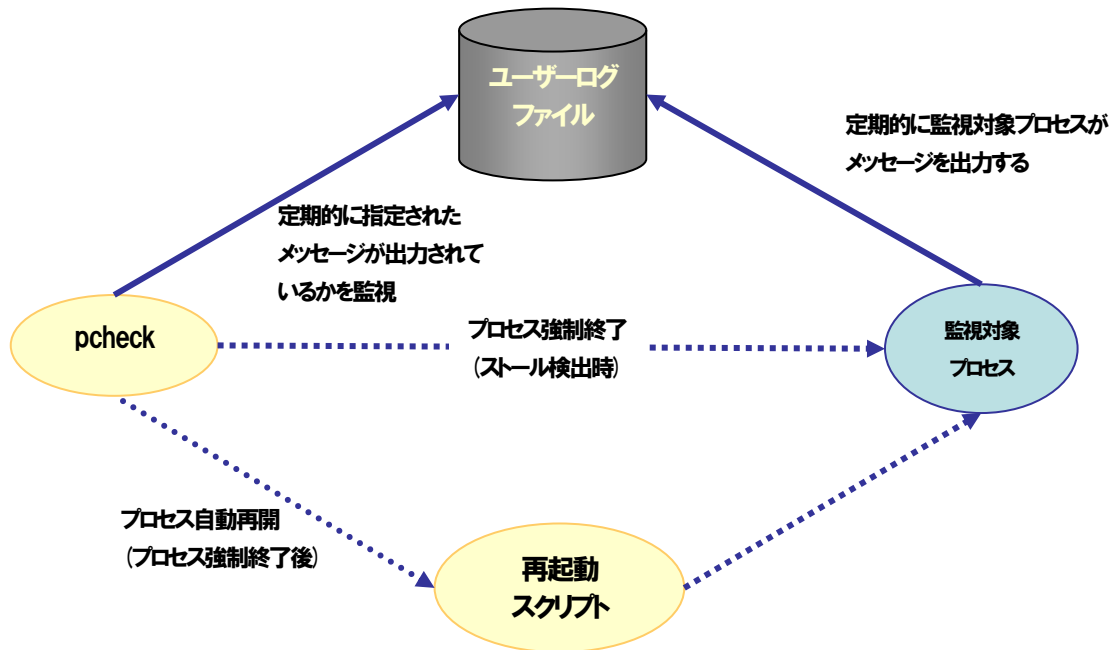 ユーザーログ
ファイル
定期的に監視対象プロセスが
メッセージを出力する
定期的に指定された
メッセージが出力されて
いるかを監視
pcheck
プロセス強制終了
(ストール検出時)
監視対象
プロセス
プロセス自動再開
(プロセス強制終了後)
再起動
スクリプト